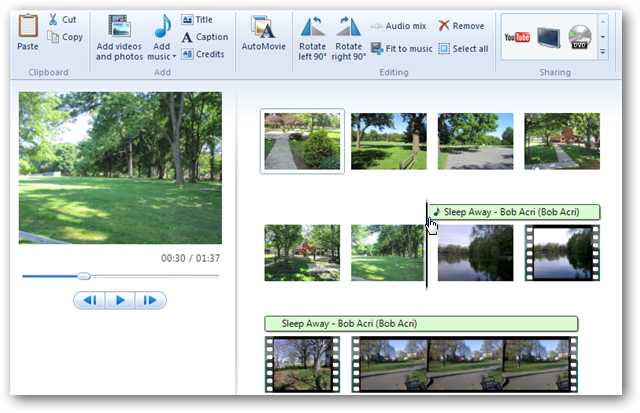 Paste
Cut
Copy
Clipboard
Add videos
and photos
Add
music
Title
Caption
Credits
Add
AutoMovie
Rotate
left 90°
Rotate
right 90°
Audio mix
Fit to music
Remove
Select all
Editing
YouTube
DVD
Sharing
Sleep Away - Bob Acri (Bob Acri)
00:30 / 01:37
Sleep Away - Bob Acri (Bob Acri)